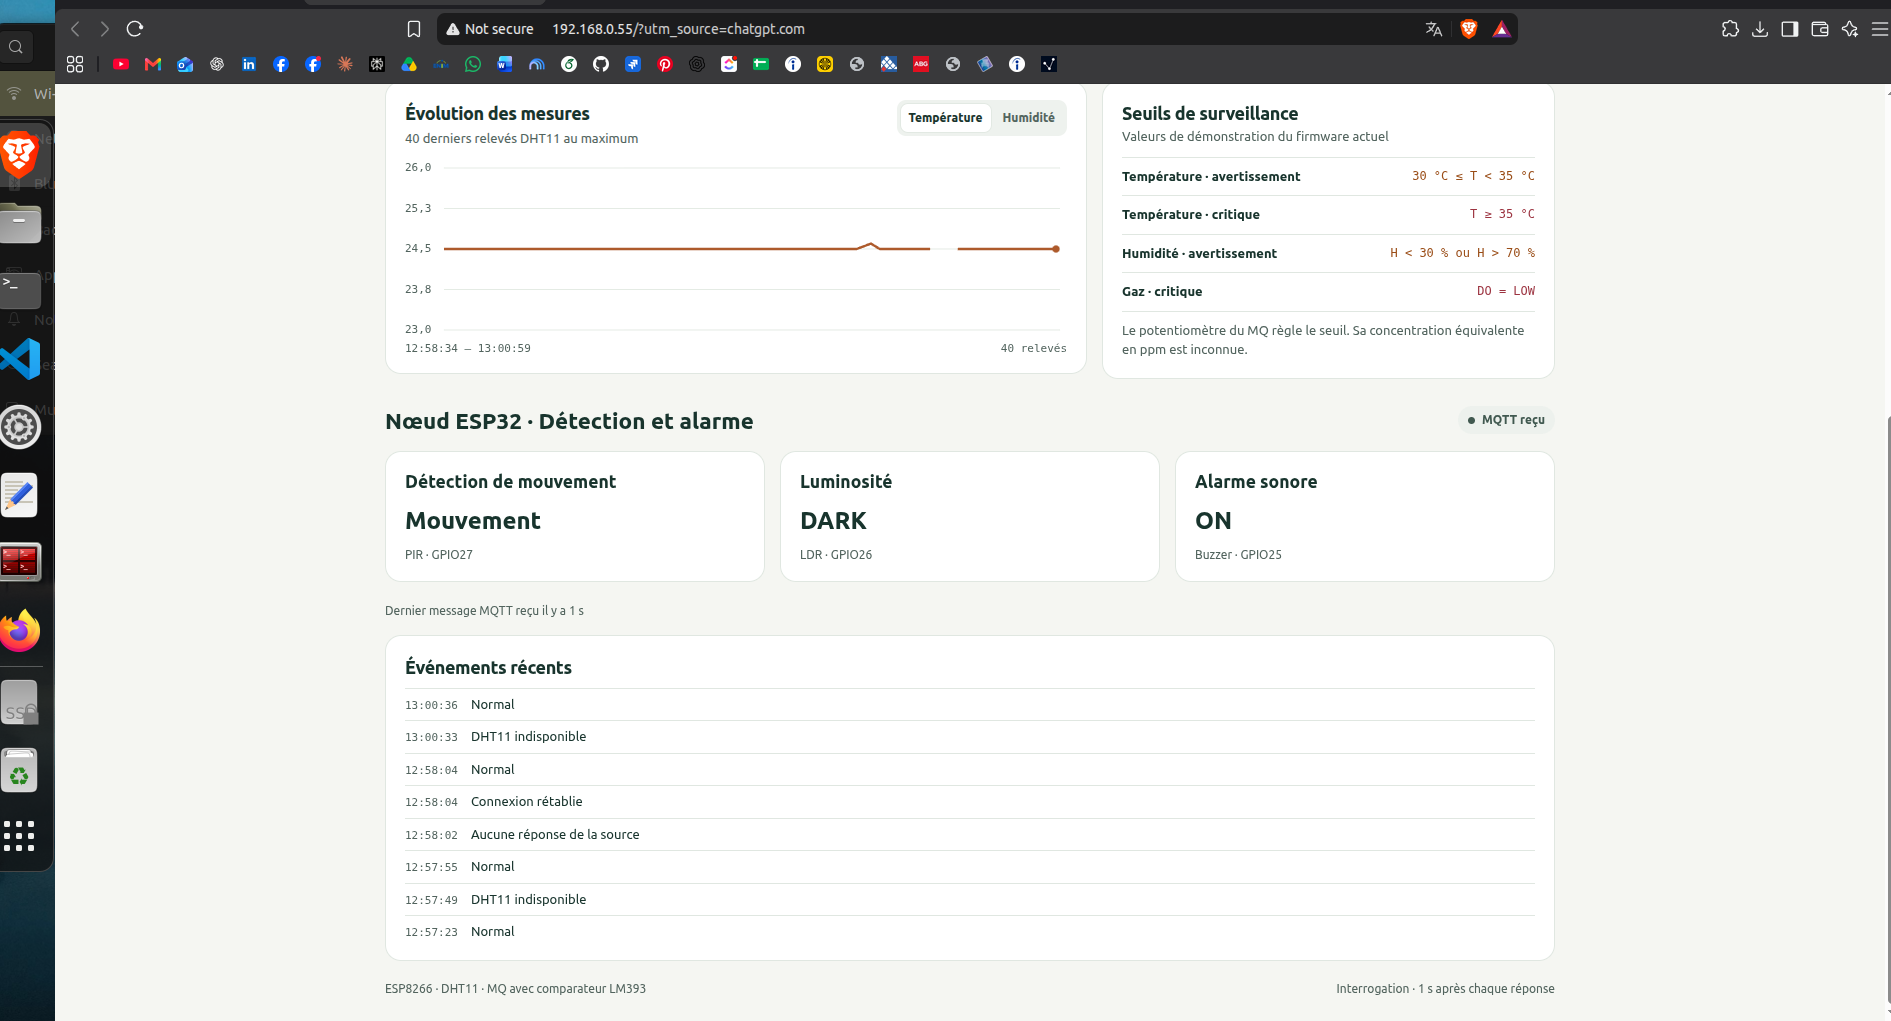 Not secure 192.168.0.55/?utm_source=chatgpt.com
Wi-
Évolution des mesures
40 derniers relevés DHT11 au maximum
Température Humidité
26,0
25,3
24,5
23,8
23,0
12:58:34 — 13:00:59 40 relevés
Seuils de surveillance
Valeurs de démonstration du firmware actuel
Température · avertissement 30 °C ≤ T < 35 °C
Température · critique T ≥ 35 °C
Humidité · avertissement H < 30 % ou H > 70 %
Gaz · critique DO = LOW
Le potentiomètre du MQ règle le seuil. Sa concentration équivalente
en ppm est inconnue.
Nœud ESP32 · Détection et alarme
MQTT reçu
Détection de mouvement
Mouvement
PIR · GPIO27
Luminosité
DARK
LDR · GPIO26
Alarme sonore
ON
Buzzer · GPIO25
Dernier message MQTT reçu il y a 1 s
Événements récents
13:00:36 Normal
13:00:33 DHT11 indisponible
12:58:04 Normal
12:58:04 Connexion rétablie
12:58:02 Aucune réponse de la source
12:57:55 Normal
12:57:49 DHT11 indisponible
12:57:23 Normal
ESP8266 · DHT11 · MQ avec comparateur LM393
Interrogation · 1 s après chaque réponse